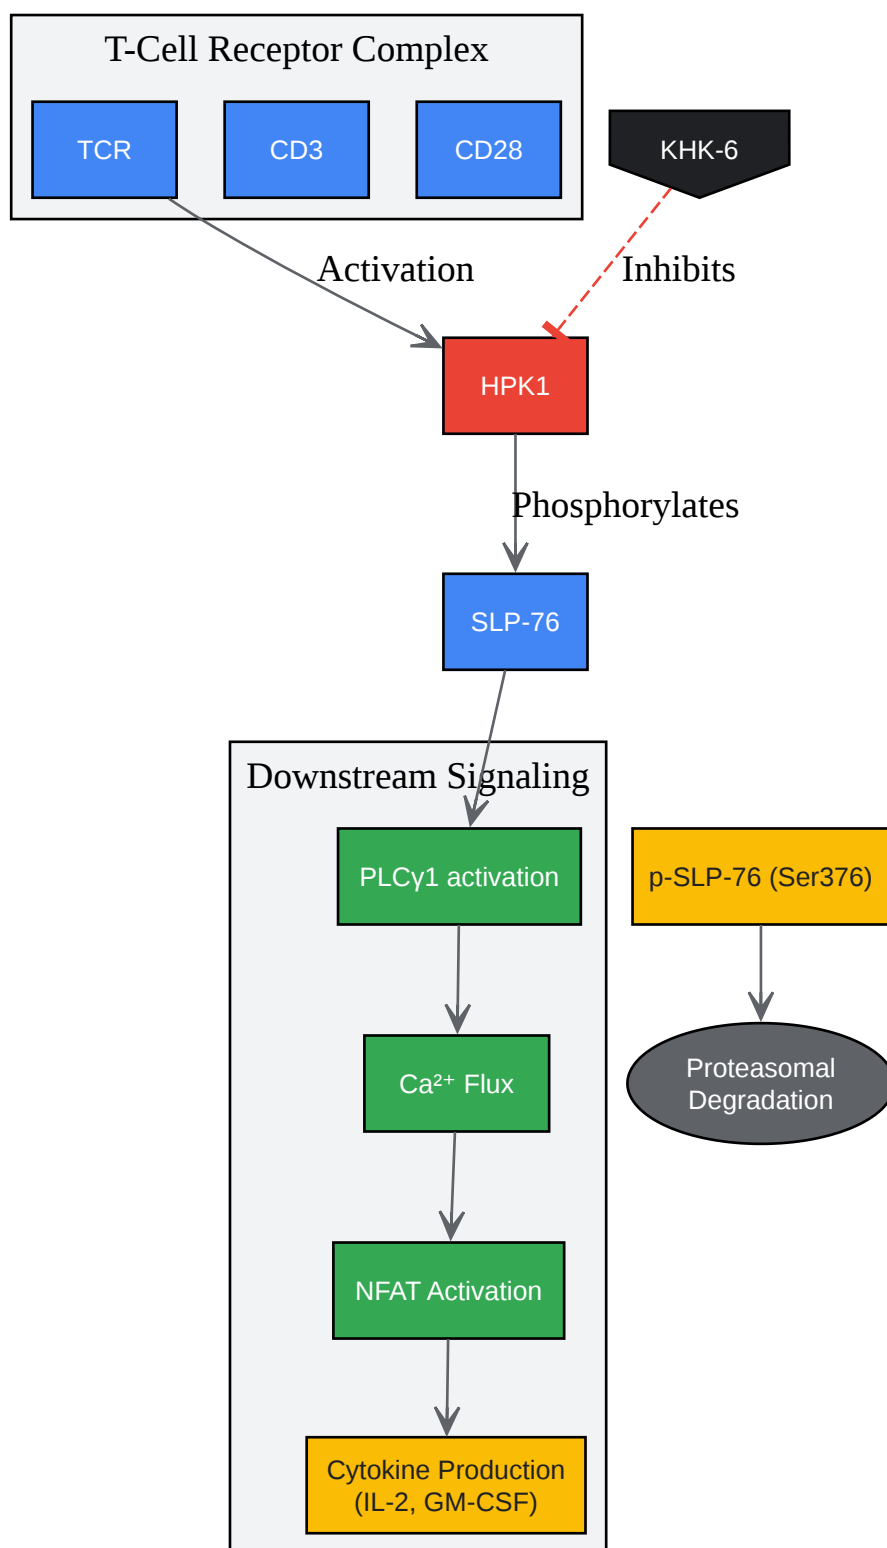 T-Cell Receptor Complex
TCR
CD3
CD28
KHK-6
Activation
Inhibits
HPK1
Phosphorylates
SLP-76
Downstream Signaling
PLCγ1 activation
p-SLP-76 (Ser376)
Ca²⁺ Flux
Proteasomal
Degradation
NFAT Activation
Cytokine Production
(IL-2, GM-CSF)